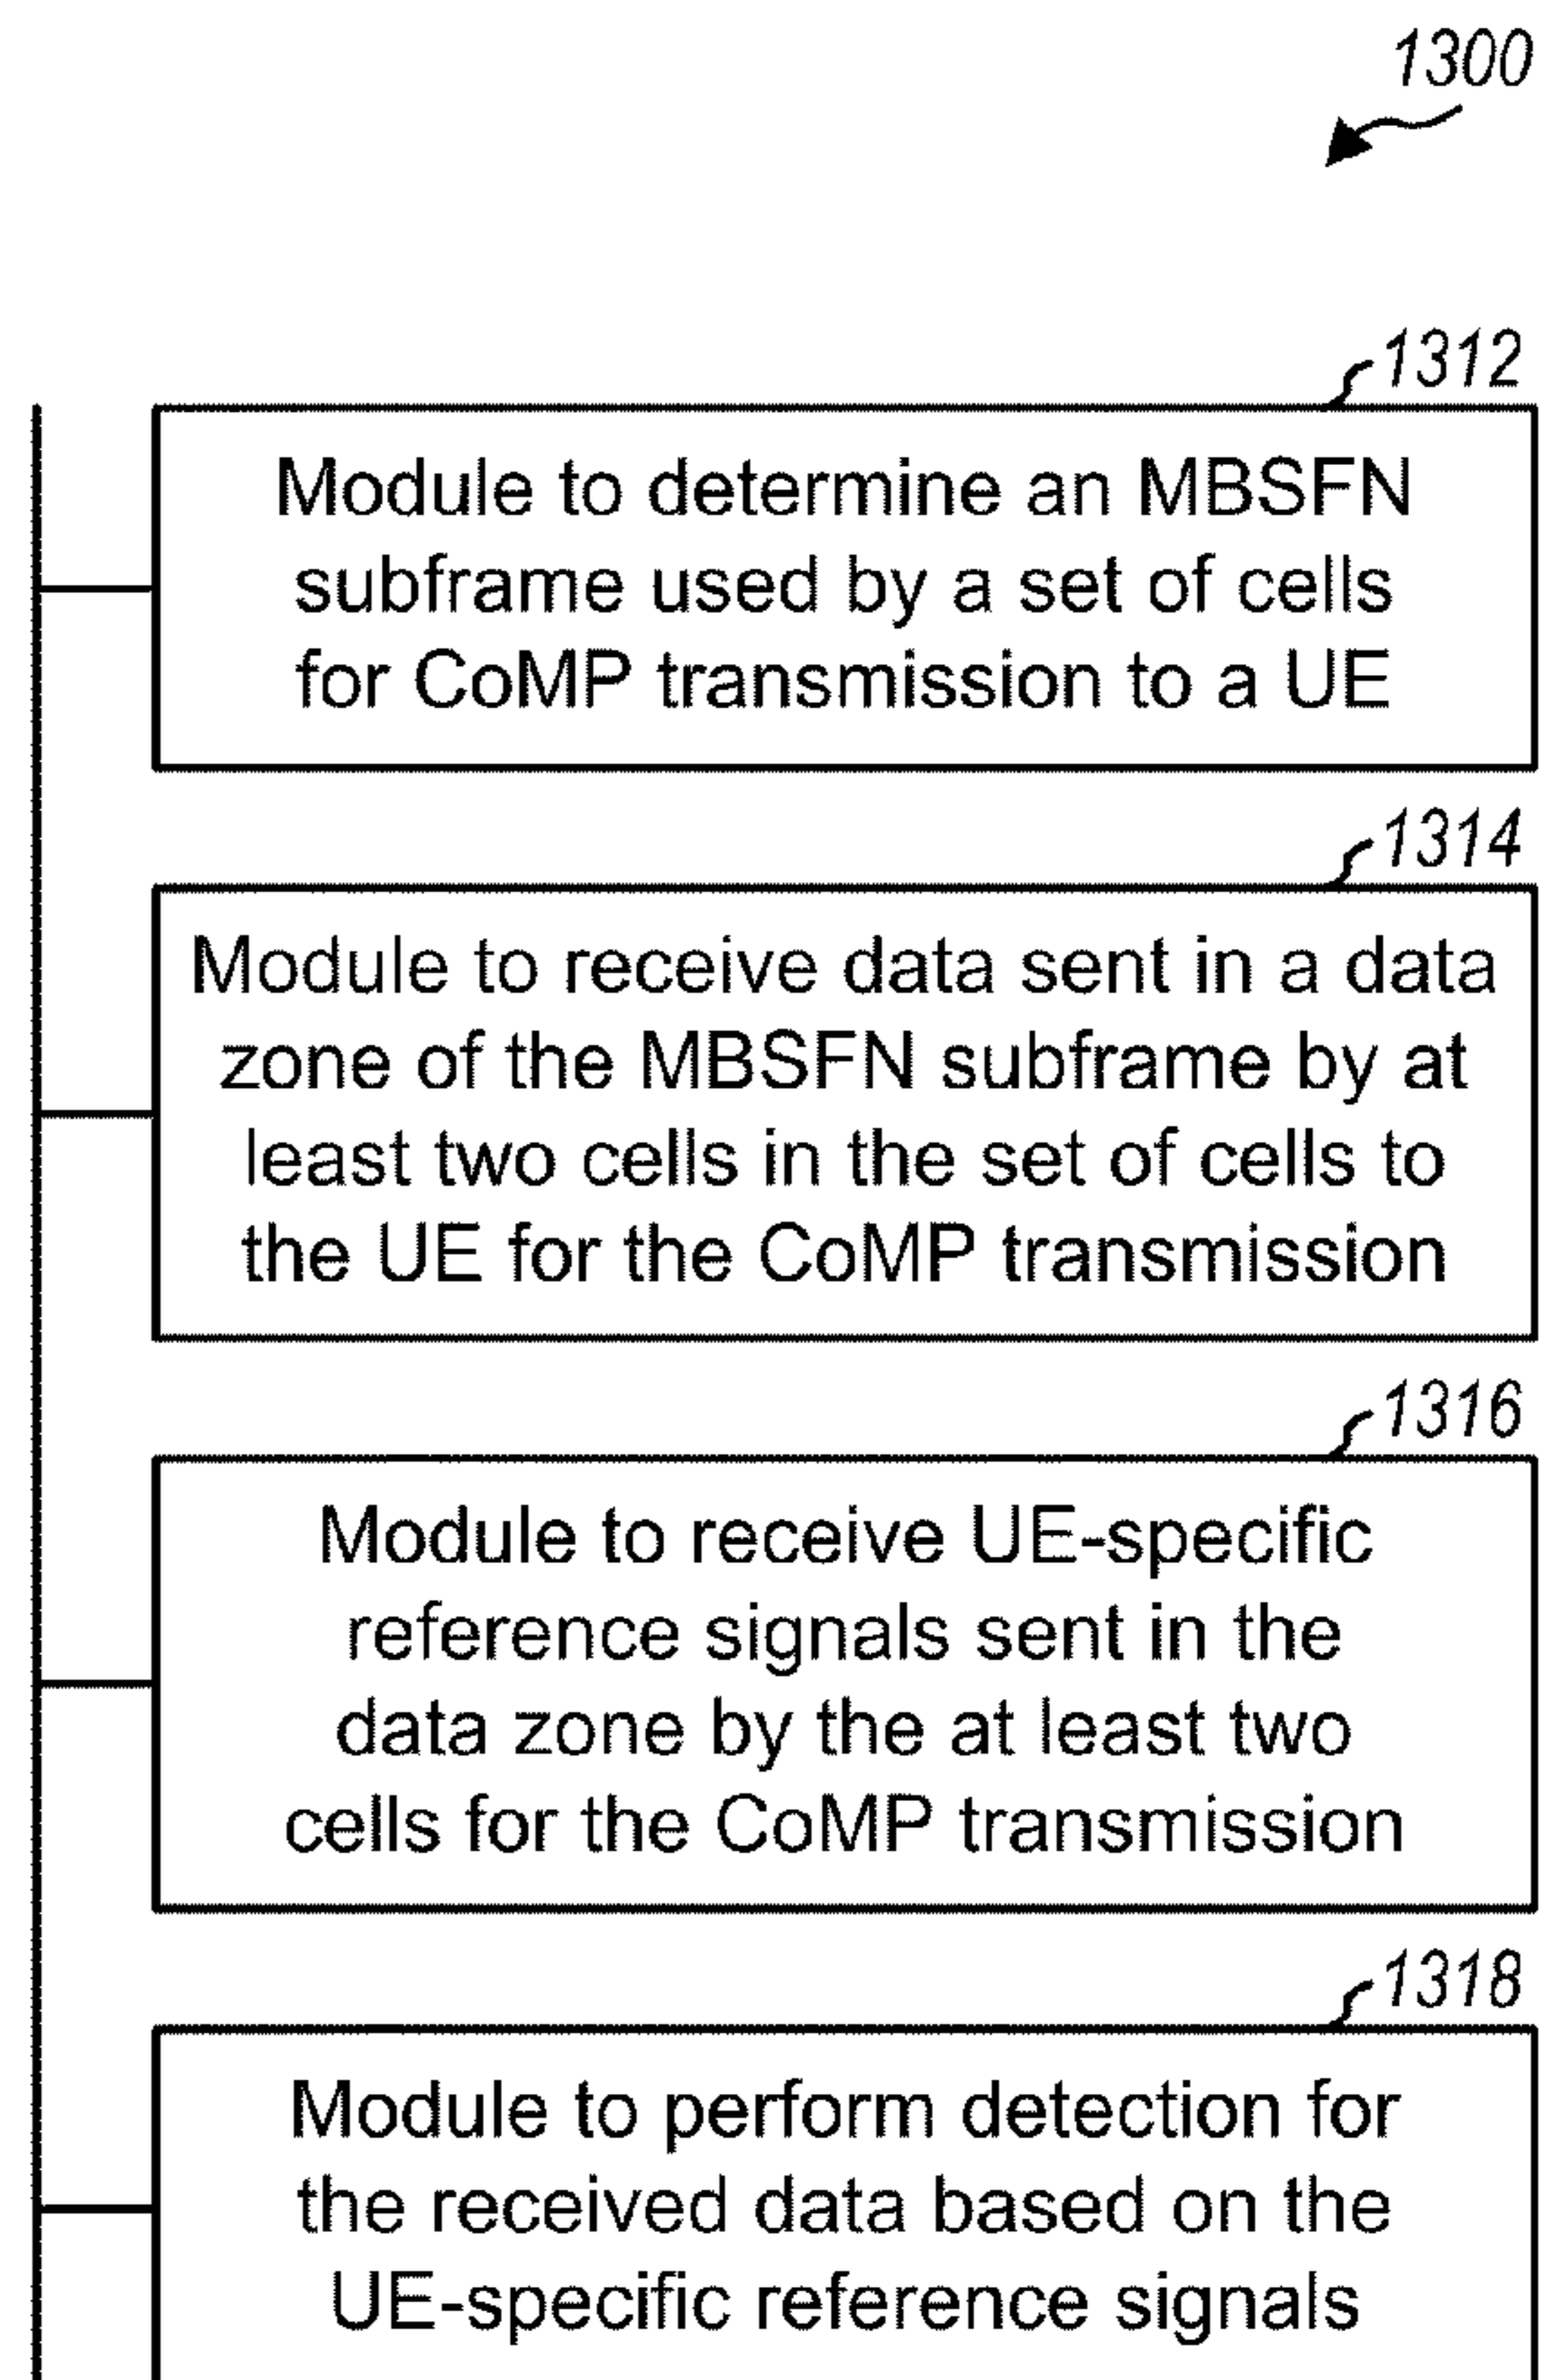 1300
1312
Module to determine an MBSFN
subframe used by a set of cells
for CoMP transmission to a UE
1314
Module to receive data sent in a data
zone of the MBSFN subframe by at
least two cells in the set of cells to
the UE for the CoMP transmission
1316
Module to receive UE-specific
reference signals sent in the
data zone by the at least two
cells for the CoMP transmission
1318
Module to perform detection for
the received data based on the
UE-specific reference signals